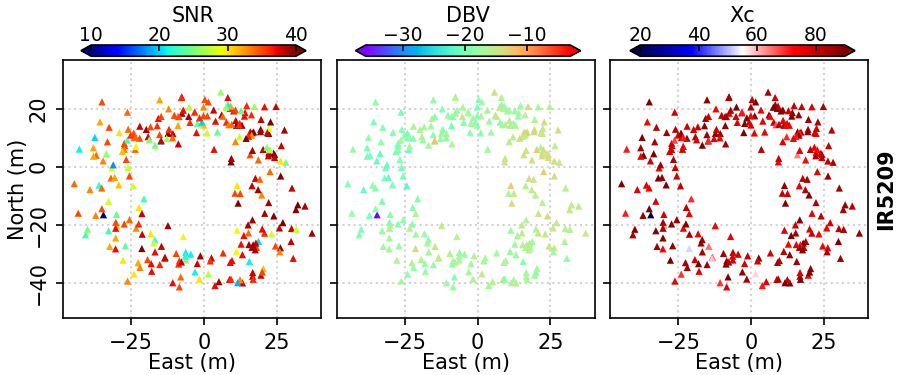 SNR
DBV
Xc
10 20 30 40
−30 −20 −10
20 40 60 80
North (m)
20
0
−20
−40
IR5209
−25 0 25
−25 0 25
−25 0 25
East (m)
East (m)
East (m)